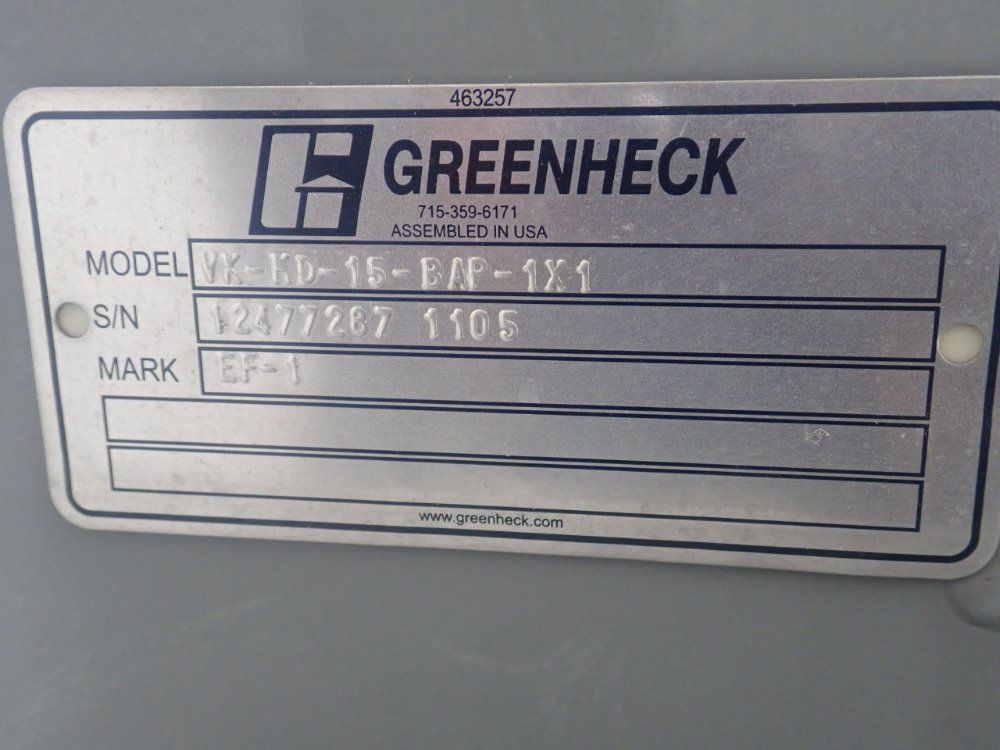 463257
GREENHECK
715-359-6171
ASSEMBLED IN USA
MODEL VK-HD-15-BAP-1X1
S/N 12477267 1105
MARK EF-1
www.greenheck.com